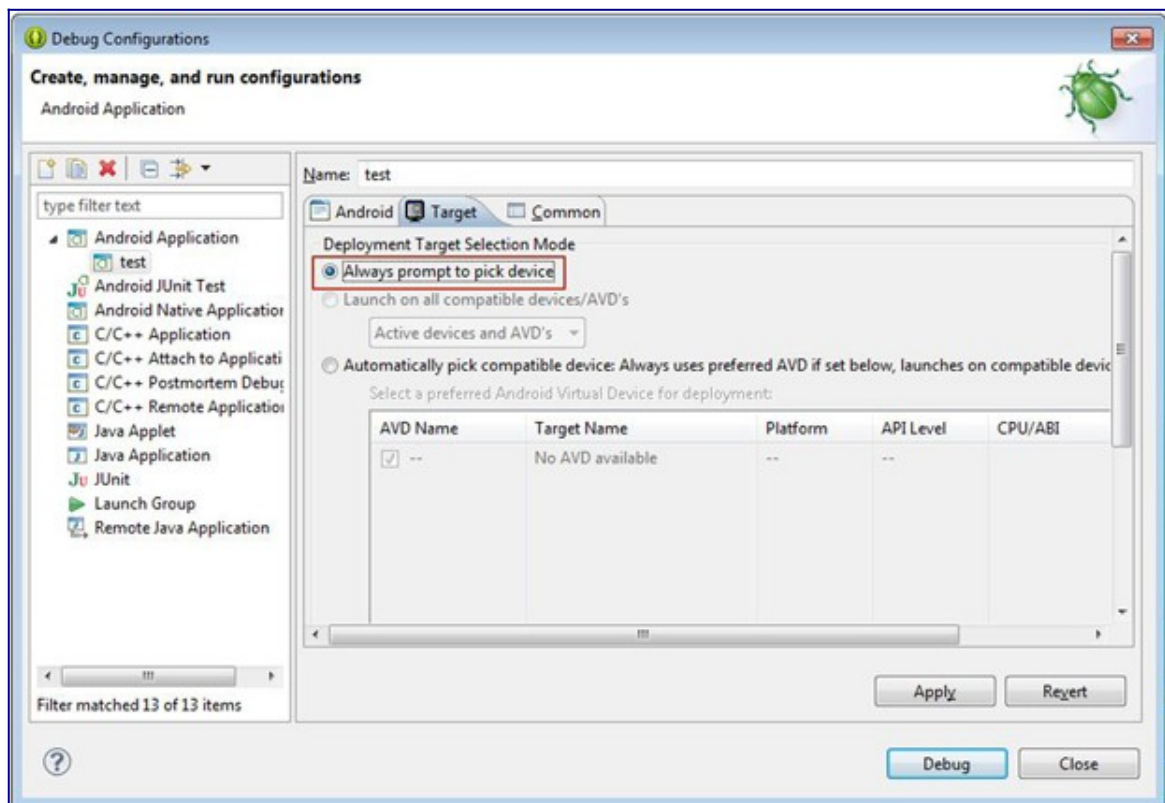 Debug Configurations
Create, manage, and run configurations
Android Application
type filter text
Android Application
test
Android JUnit Test
Android Native Application
C/C++ Application
C/C++ Attach to Applicati
C/C++ Postmortem Debug
C/C++ Remote Application
Java Applet
Java Application
Ju JUnit
Launch Group
Remote Java Application
Filter matched 13 of 13 items
Name: test
Android Target Common
Deployment Target Selection Mode
Always prompt to pick device
Launch on all compatible devices/AVD's
Active devices and AVD's
Automatically pick compatible device: Always uses preferred AVD if set below, launches on compatible devic
Select a preferred Android Virtual Device for deployment:
AVD Name Target Name Platform API Level CPU/ABI
-- No AVD available -- --
Apply Revert
Debug Close